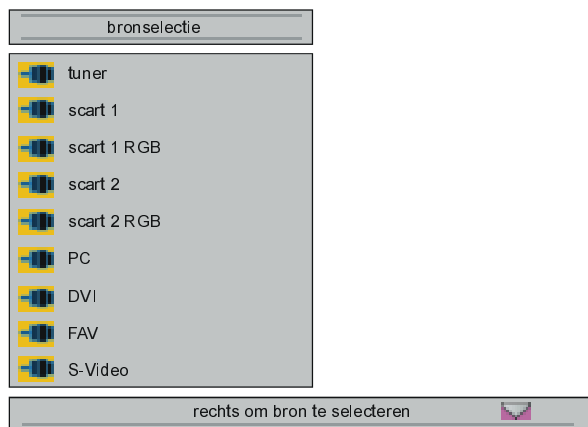 bronselectie
tuner
scart 1
scart 1 RGB
scart 2
scart 2 RGB
PC
DVI
FAV
S-Video
rechts om bron te selecteren